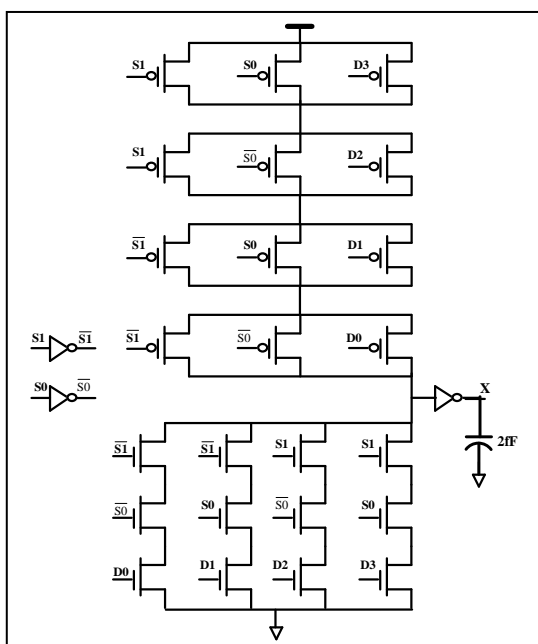 S1 S0 D3
S1 S̅0̅ D2
S̅1̅ S0 D1
S̅1̅ S̅0̅ D0
S1 S̅1̅
S0 S̅0̅
X
2fF
S̅1̅ S̅1̅ S1 S1
S̅0̅ S0 S̅0̅ S0
D0 D1 D2 D3